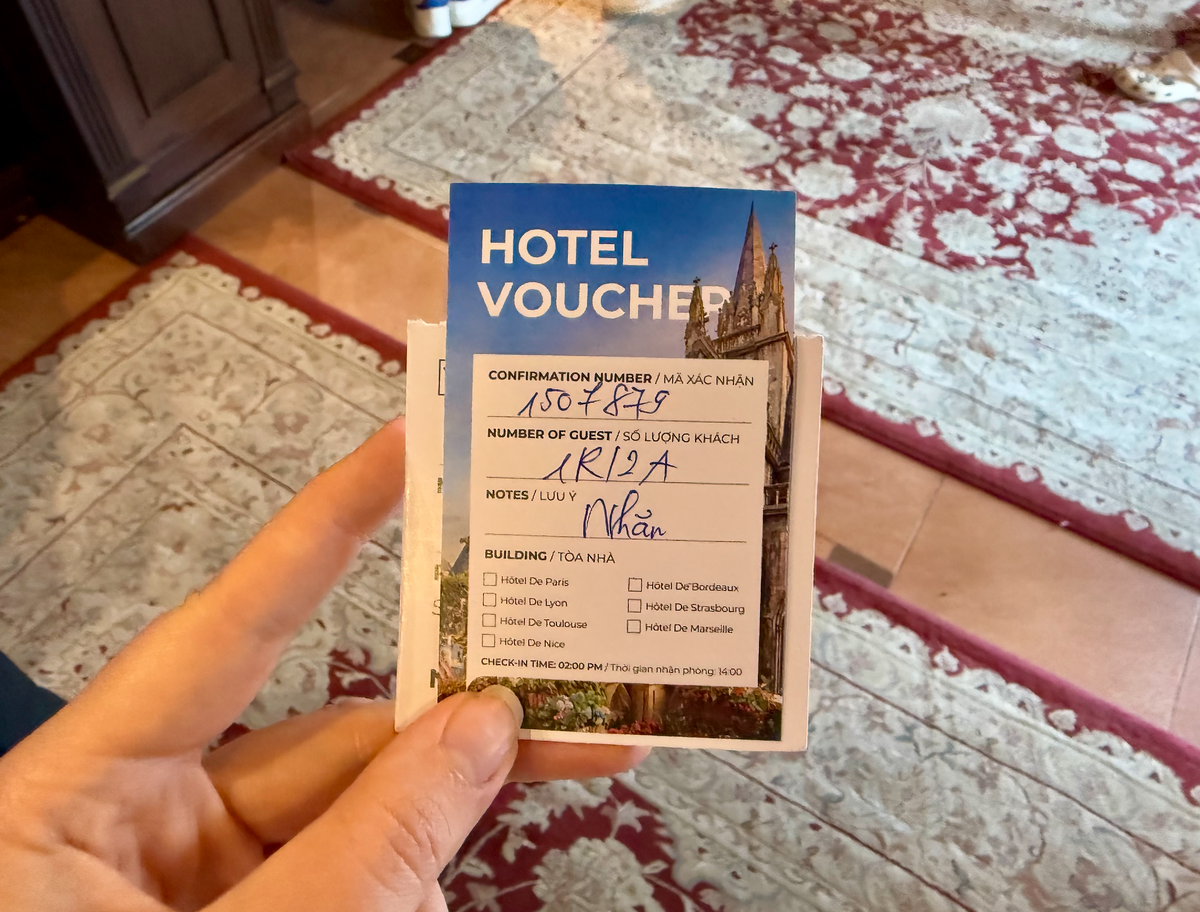 HOTEL
VOUCHER
CONFIRMATION NUMBER / MÃ XÁC NHẬN
1507879
NUMBER OF GUEST / SỐ LƯỢNG KHÁCH
1R/2A
NOTES / LƯU Ý
Nhãn
BUILDING / TÒA NHÀ
Hôtel De Paris
Hôtel De Bordeaux
Hôtel De Lyon
Hôtel De Strasbourg
Hôtel De Toulouse
Hôtel De Marseille
Hôtel De Nice
CHECK-IN TIME: 02:00 PM / Thời gian nhận phòng: 14:00